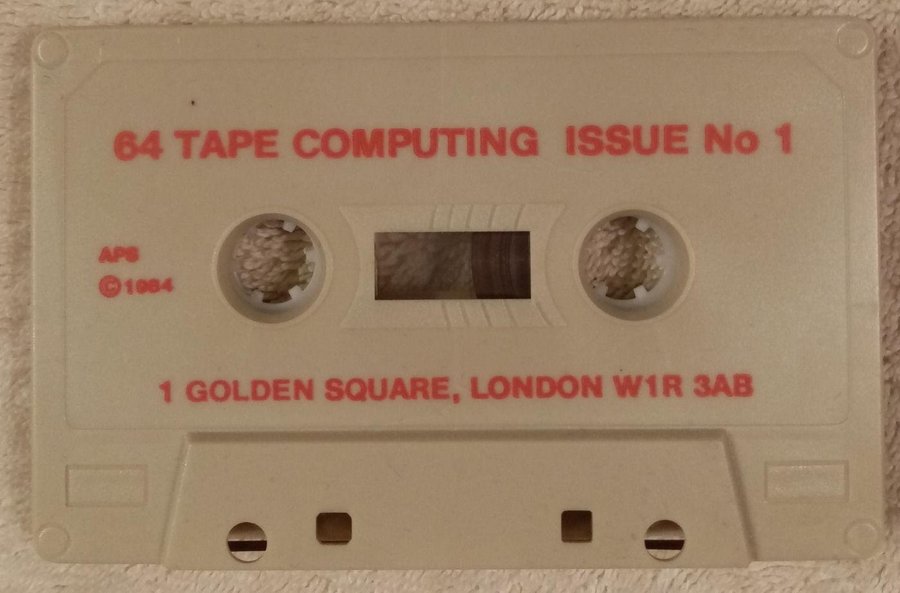 64 TAPE COMPUTING ISSUE No 1
APS
©1984
1 GOLDEN SQUARE, LONDON W1R 3AB